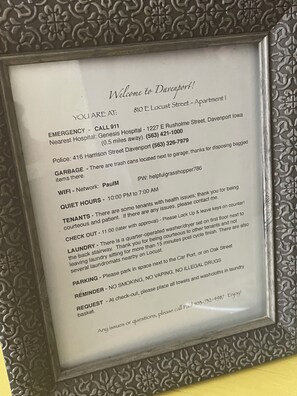 Welcome to Davenport!
YOU ARE AT: 810 E Locust Street - Apartment 1
EMERGENCY - CALL 911
Nearest Hospital: Genesis Hospital - 1227 E Rusholme Street, Davenport Iowa
(0.5 miles away) (563) 421-1000
Police: 416 Harrison Street Davenport (563) 326-7979
GARBAGE - There are trash cans located next to garage; thanks for disposing bagged
items there.
WIFI - Network: PaulM PW: helpfulgrasshopper796
QUIET HOURS - 10:00 PM to 7:00 AM
TENANTS - There are some tenants with health issues; thank you for being
courteous and patient. If there are any issues, please contact me.
CHECK OUT - 11:00 (later with approval) - Please Lock Up & leave keys on counter!
LAUNDRY - There is a quarter-operated washer/dryer set on first floor next to
the back stairway. Thank you for being courteous to other tenants and not
leaving laundry sitting for more than 15 minutes post cycle finish. There are also
several laundromats nearby on Locust.
PARKING - Please park in space next to the Car Port, or on Oak Street
REMINDER - NO SMOKING, NO VAPING, NO ILLEGAL DRUGS
REQUEST - At check-out, please place all towels and washcloths in laundry
basket.
Any issues or questions, please call Enjoy!